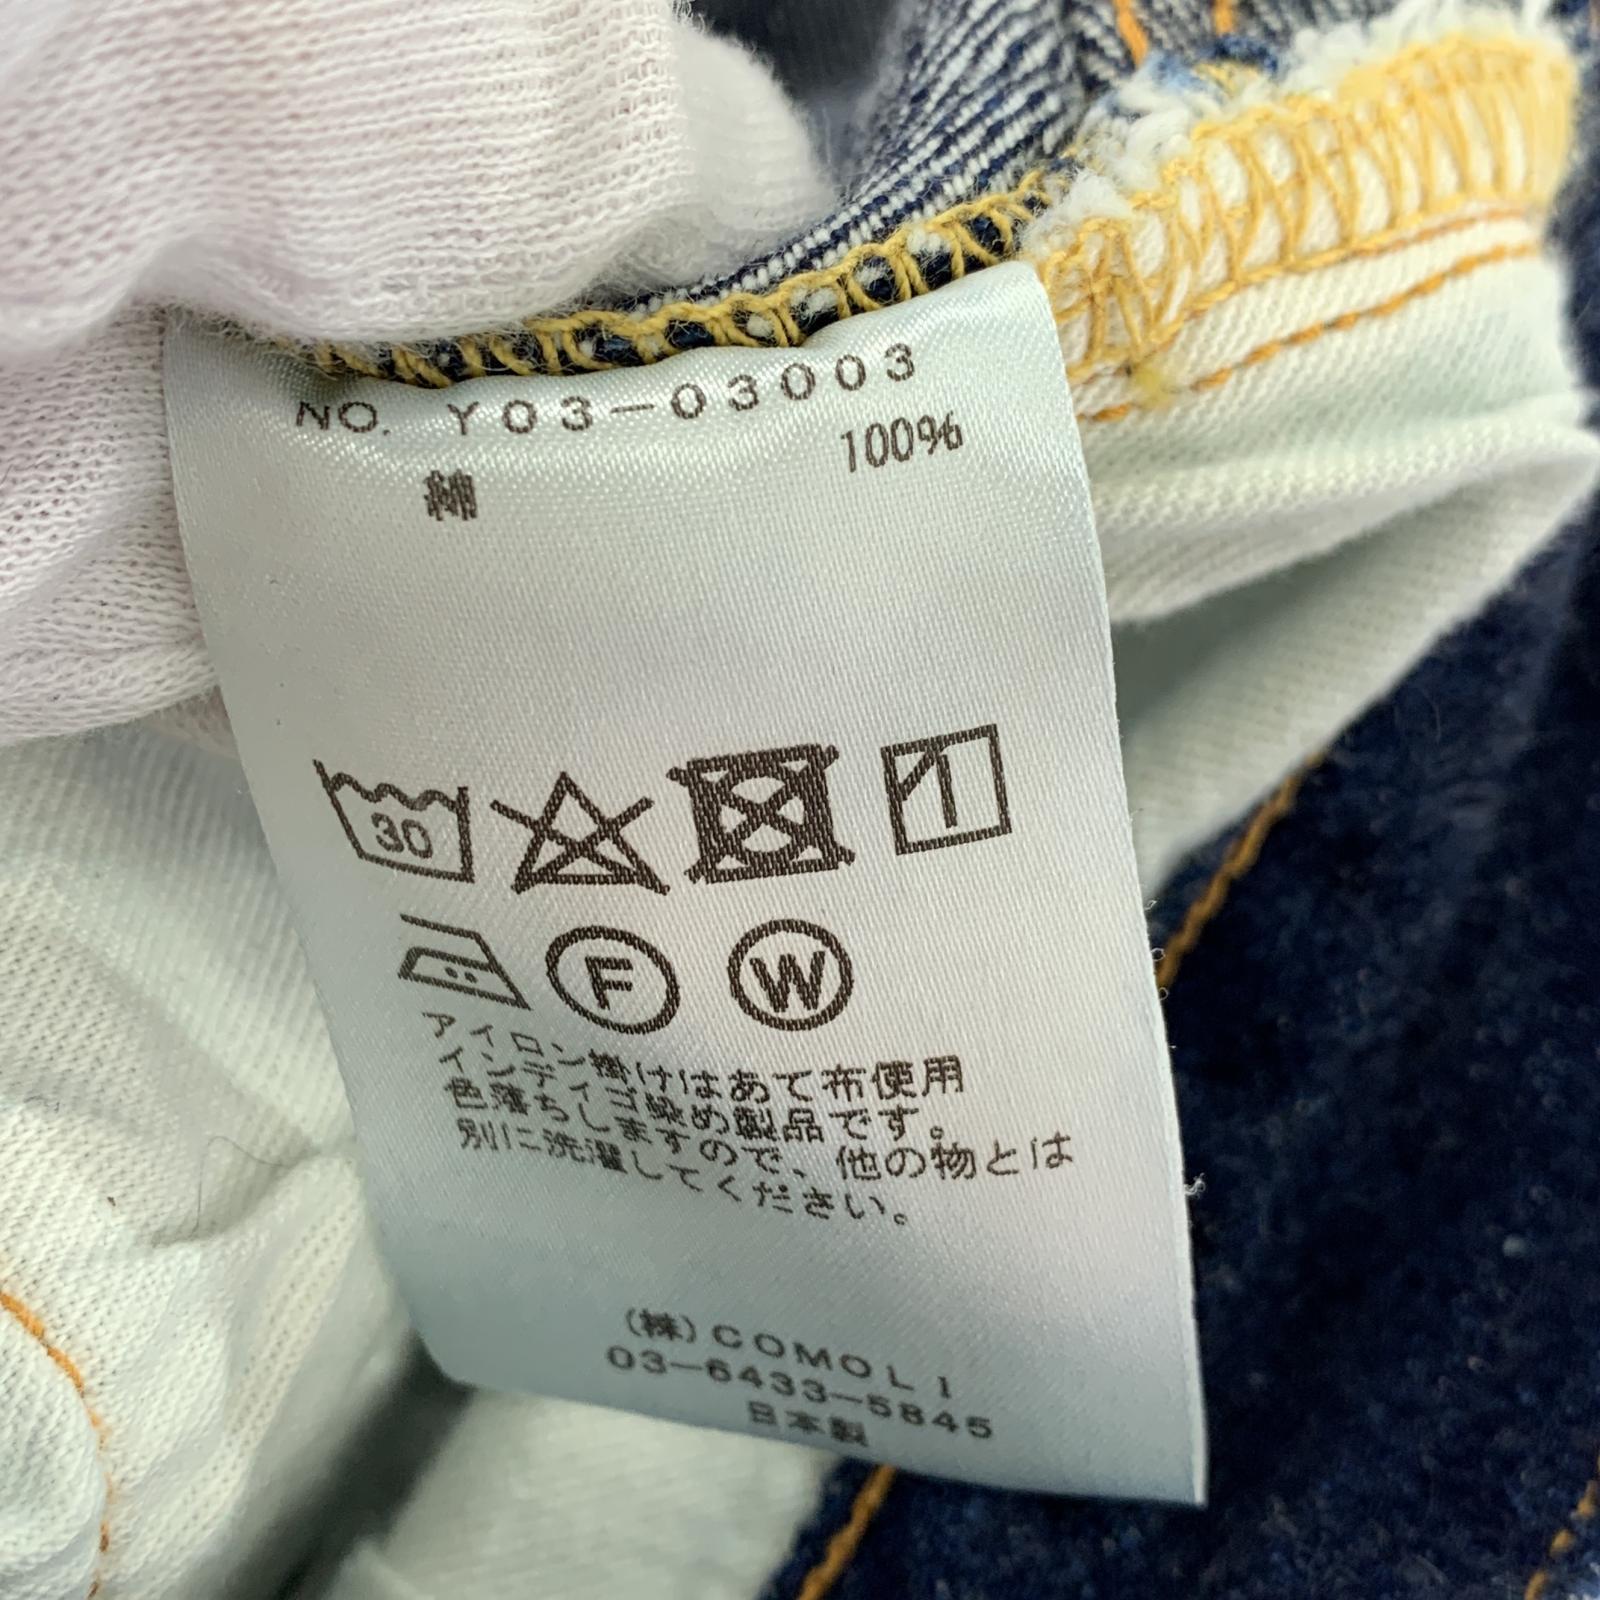 NO. Y03-03003
綿 100%
30
F W
アイロン掛けはあて布使用
インディゴ染め製品です。
色落ちしますので、他の物とは
別に洗濯してください。
(株)COMOLI
03-6433-5845
日本製